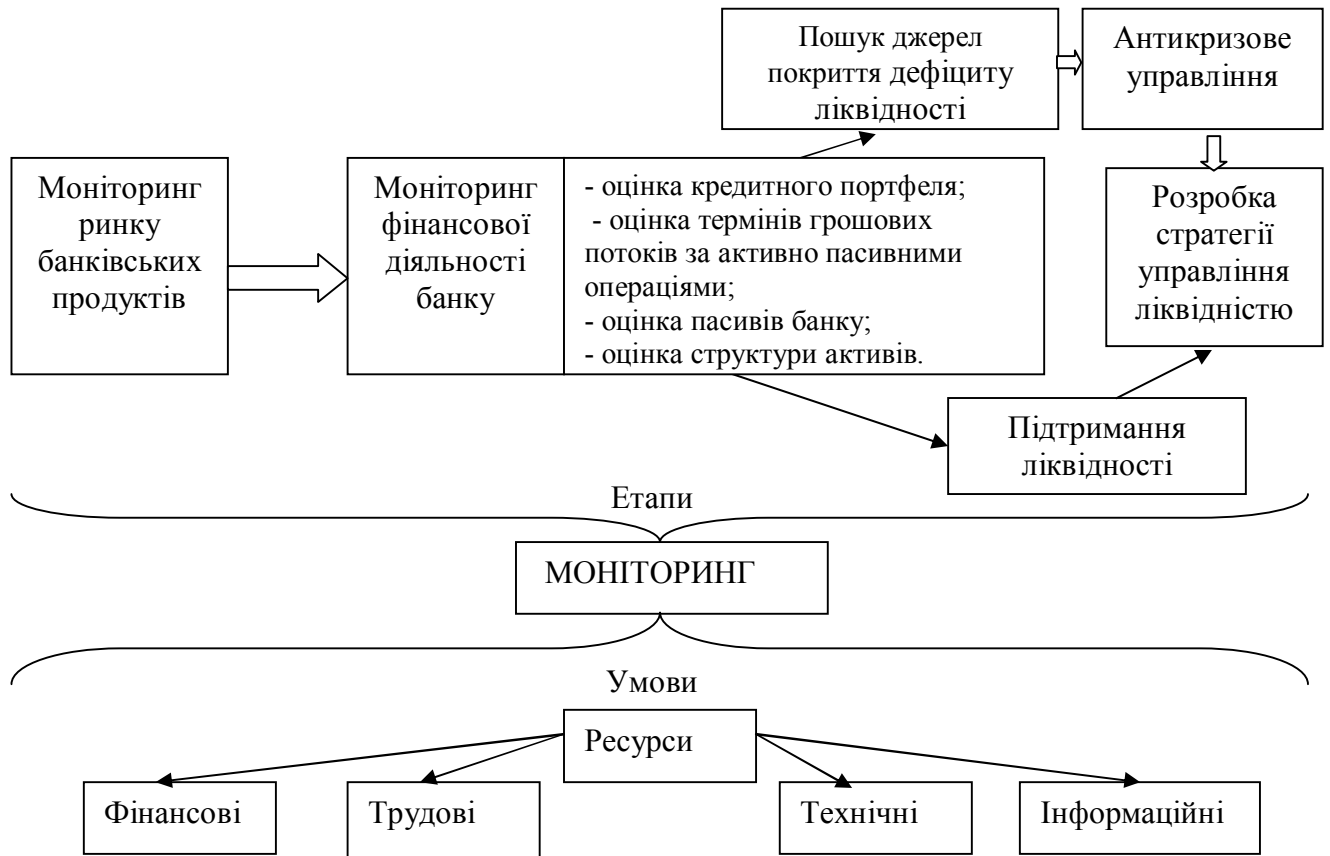 Пошук джерел
покриття дефіциту
ліквідності
Антикризове
управління
Моніторинг
ринку
банківських
продуктів
Моніторинг
фінансової
діяльності
банку
- оцінка кредитного портфеля;
- оцінка термінів грошових
потоків за активно пасивними
операціями;
- оцінка пасивів банку;
- оцінка структури активів.
Розробка
стратегії
управління
ліквідністю
Підтримання
ліквідності
Етапи
МОНІТОРИНГ
Умови
Ресурси
Фінансові
Трудові
Технічні
Інформаційні